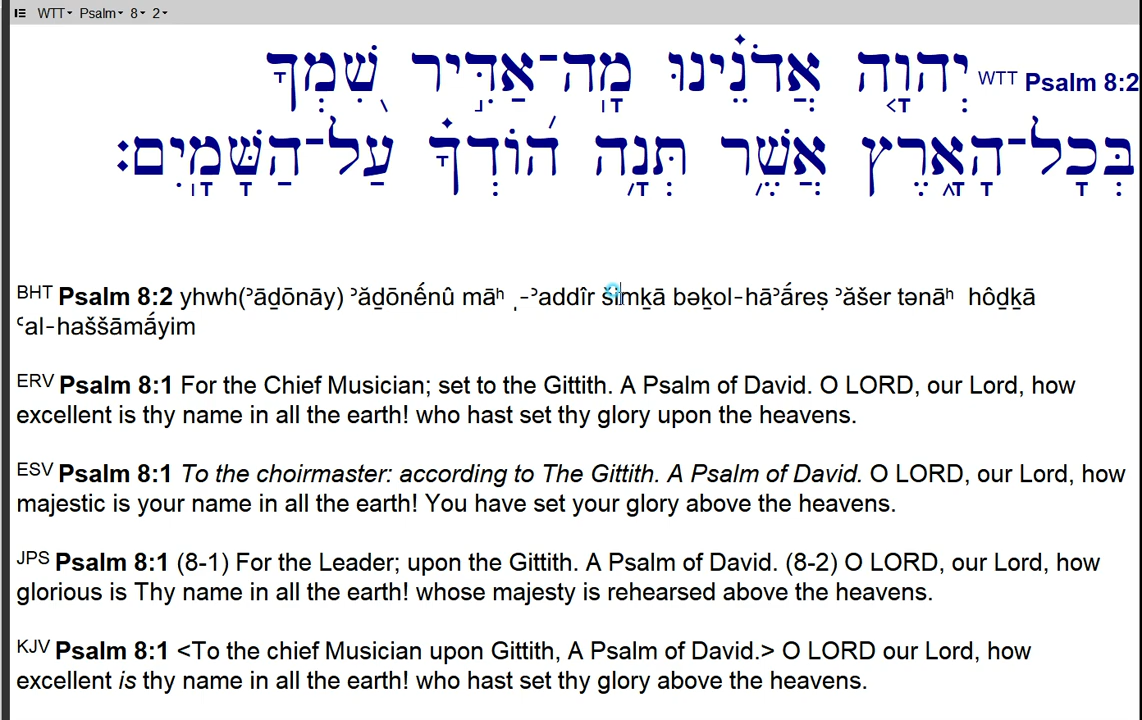 WTT Psalm 8 2
WTT Psalm 8:2 יְהוָ֤ה אֲדֹנֵ֗ינוּ מָֽה־אַדִּ֣יר שִׁ֭מְךָ
בְּכָל־הָאָ֑רֶץ אֲשֶׁ֥ר תְּנָ֥ה ה֝וֹדְךָ֗ עַל־הַשָּׁמָֽיִם׃
BHT Psalm 8:2 yhwh(ʾāḏōnāy) ʾăḏōnḗnû māʰ ˌ-ʾaddîr šimḵā bəḵol-hāʾā́reṣ ʾăšer tənāʰ hôḏḵā
ʿal-haššāmā́yim
ERV Psalm 8:1 For the Chief Musician; set to the Gittith. A Psalm of David. O LORD, our Lord, how
excellent is thy name in all the earth! who hast set thy glory upon the heavens.
ESV Psalm 8:1 To the choirmaster: according to The Gittith. A Psalm of David. O LORD, our Lord, how
majestic is your name in all the earth! You have set your glory above the heavens.
JPS Psalm 8:1 (8-1) For the Leader; upon the Gittith. A Psalm of David. (8-2) O LORD, our Lord, how
glorious is Thy name in all the earth! whose majesty is rehearsed above the heavens.
KJV Psalm 8:1 <To the chief Musician upon Gittith, A Psalm of David.> O LORD our Lord, how
excellent is thy name in all the earth! who hast set thy glory above the heavens.